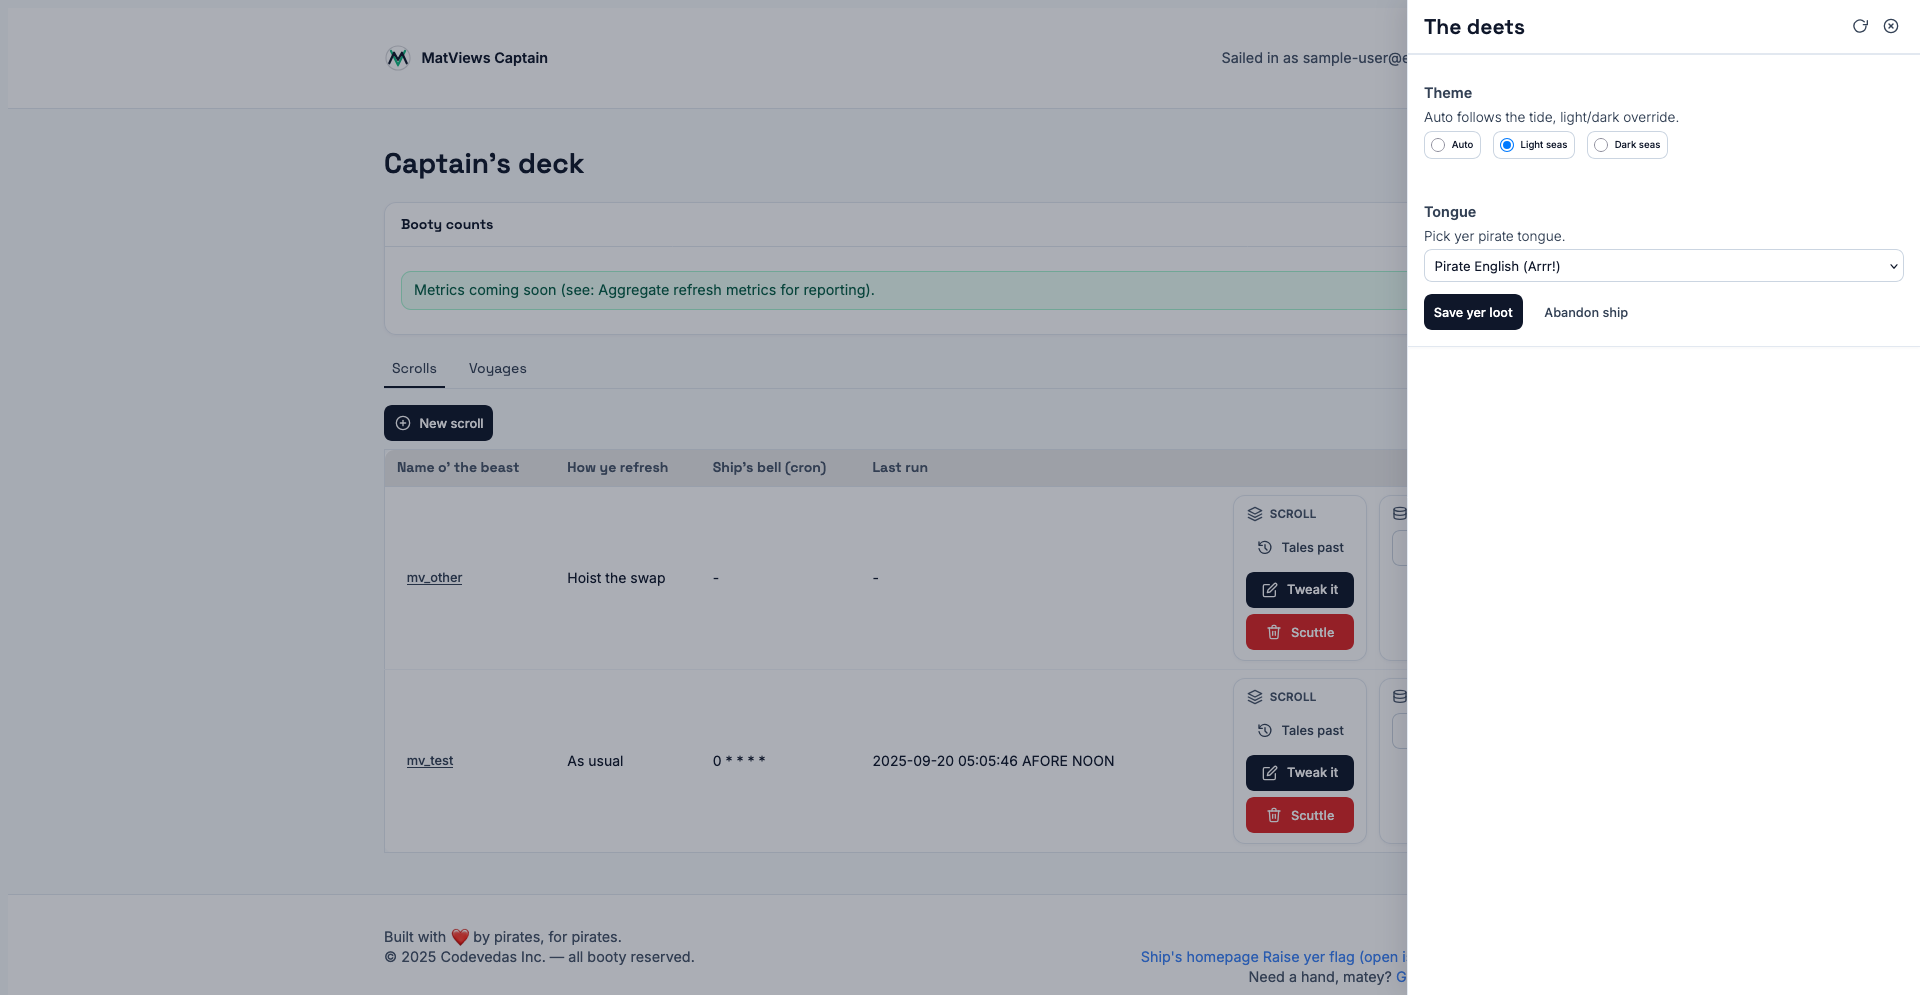 MatViews Captain
Sailed in as sample-user@e
Captain's deck
Booty counts
Metrics coming soon (see: Aggregate refresh metrics for reporting).
Scrolls
Voyages
New scroll
Name o' the beast
How ye refresh
Ship's bell (cron)
Last run
mv_other
Hoist the swap
-
-
SCROLL
Tales past
Tweak it
Scuttle
mv_test
As usual
0 * * * *
2025-09-20 05:05:46 AFORE NOON
SCROLL
Tales past
Tweak it
Scuttle
Built with ❤️ by pirates, for pirates.
© 2025 Codevedas Inc. — all booty reserved.
Ship's homepage Raise yer flag (open i
Need a hand, matey? G
The deets
Theme
Auto follows the tide, light/dark override.
Auto
Light seas
Dark seas
Tongue
Pick yer pirate tongue.
Pirate English (Arrr!)
Save yer loot
Abandon ship